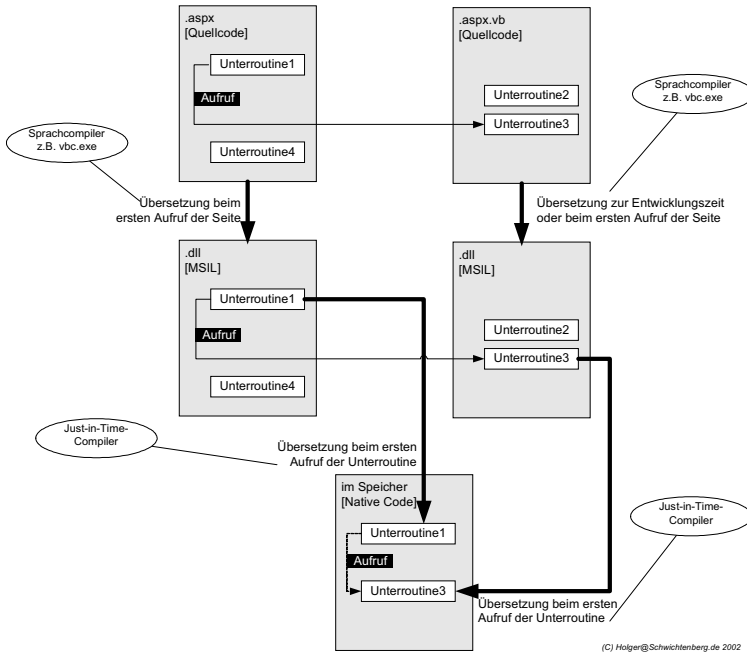 .aspx
[Quellcode]
Unterroutine1
Aufruf
Unterroutine4
.aspx.vb
[Quellcode]
Unterroutine2
Unterroutine3
Sprachcompiler
z.B. vbc.exe
Sprachcompiler
z.B. vbc.exe
Übersetzung beim
ersten Aufruf der Seite
Übersetzung zur Entwicklungszeit
oder beim ersten Aufruf der Seite
.dll
[MSIL]
Unterroutine1
Aufruf
Unterroutine4
.dll
[MSIL]
Unterroutine2
Unterroutine3
Just-in-Time-
Compiler
Übersetzung beim ersten
Aufruf der Unterroutine
im Speicher
[Native Code]
Unterroutine1
Aufruf
Unterroutine3
Just-in-Time-
Compiler
Übersetzung beim ersten
Aufruf der Unterroutine
(C) Holger@Schwichtenberg.de 2002